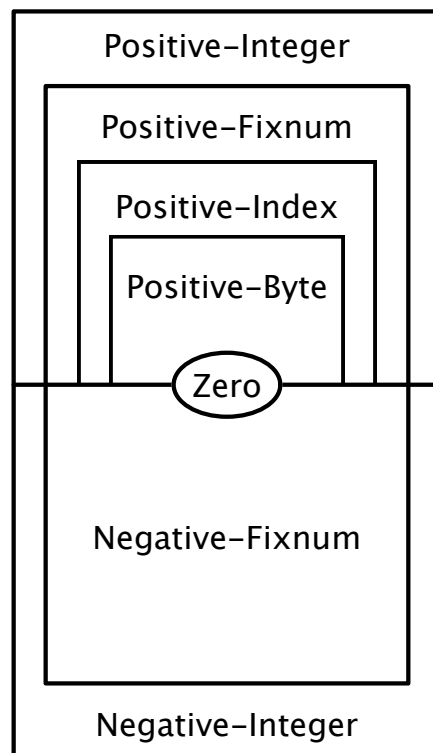 Positive–Integer
Positive–Fixnum
Positive–Index
Positive–Byte
Zero
Negative–Fixnum
Negative–Integer